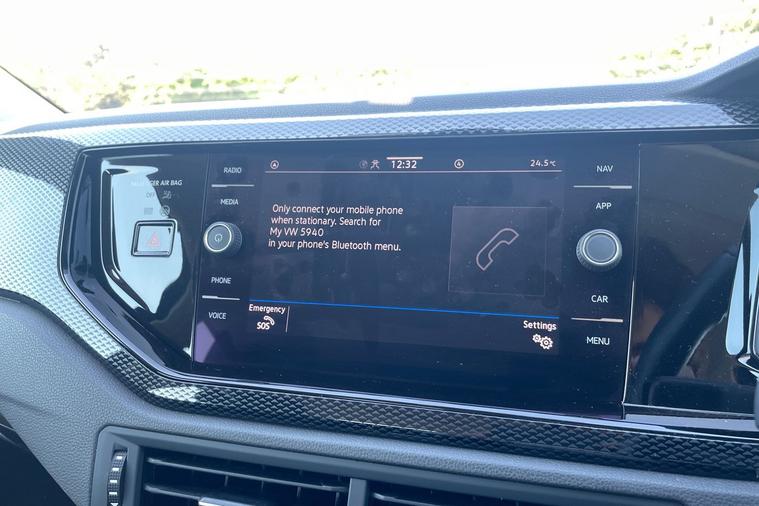 PASSENGER AIR BAG
OFF
RADIO
MEDIA
PHONE
VOICE
12:32
24.5°C
Only connect your mobile phone
when stationary. Search for
My VW 5940
in your phone's Bluetooth menu.
Emergency
SOS
Settings
NAV
APP
CAR
MENU